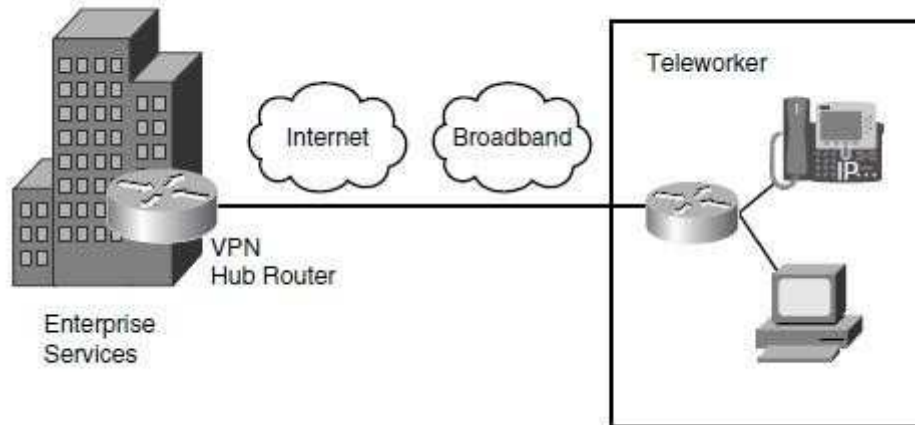 Teleworker
Internet
Broadband
IP
VPN
Hub Router
Enterprise
Services